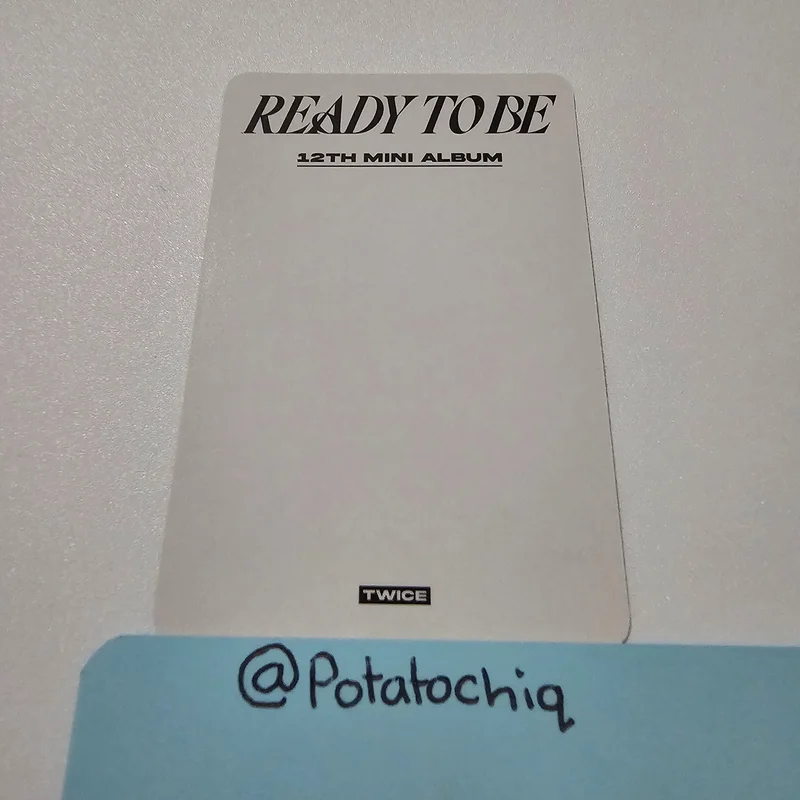 READY TO BE
12TH MINI ALBUM
TWICE
@Potatochiq